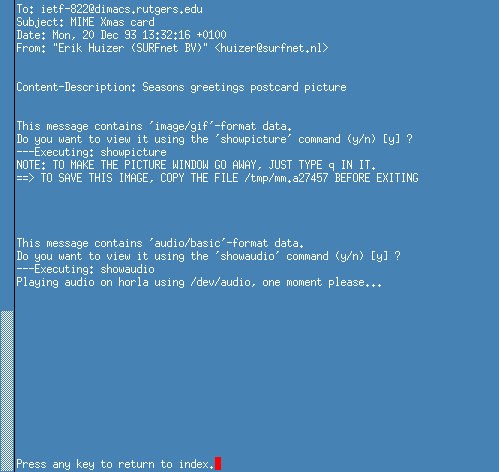 To: ietf-822@dimacs.rutgers.edu
Subject: MIME Xmas card
Date: Mon, 20 Dec 93 13:32:16 +0100
From: "Erik Huizer (SURFnet BV)" <huizer@surfnet.nl>
Content-Description: Seasons greetings postcard picture
This message contains 'image/gif'-format data.
Do you want to view it using the 'showpicture' command (y/n) [y] ?
---Executing: showpicture
NOTE: TO MAKE THE PICTURE WINDOW GO AWAY, JUST TYPE q IN IT.
==> TO SAVE THIS IMAGE, COPY THE FILE /tmp/mm.a27457 BEFORE EXITING
This message contains 'audio/basic'-format data.
Do you want to view it using the 'showaudio' command (y/n) [y] ?
---Executing: showaudio
Playing audio on horla using /dev/audio, one moment please...
Press any key to return to index.